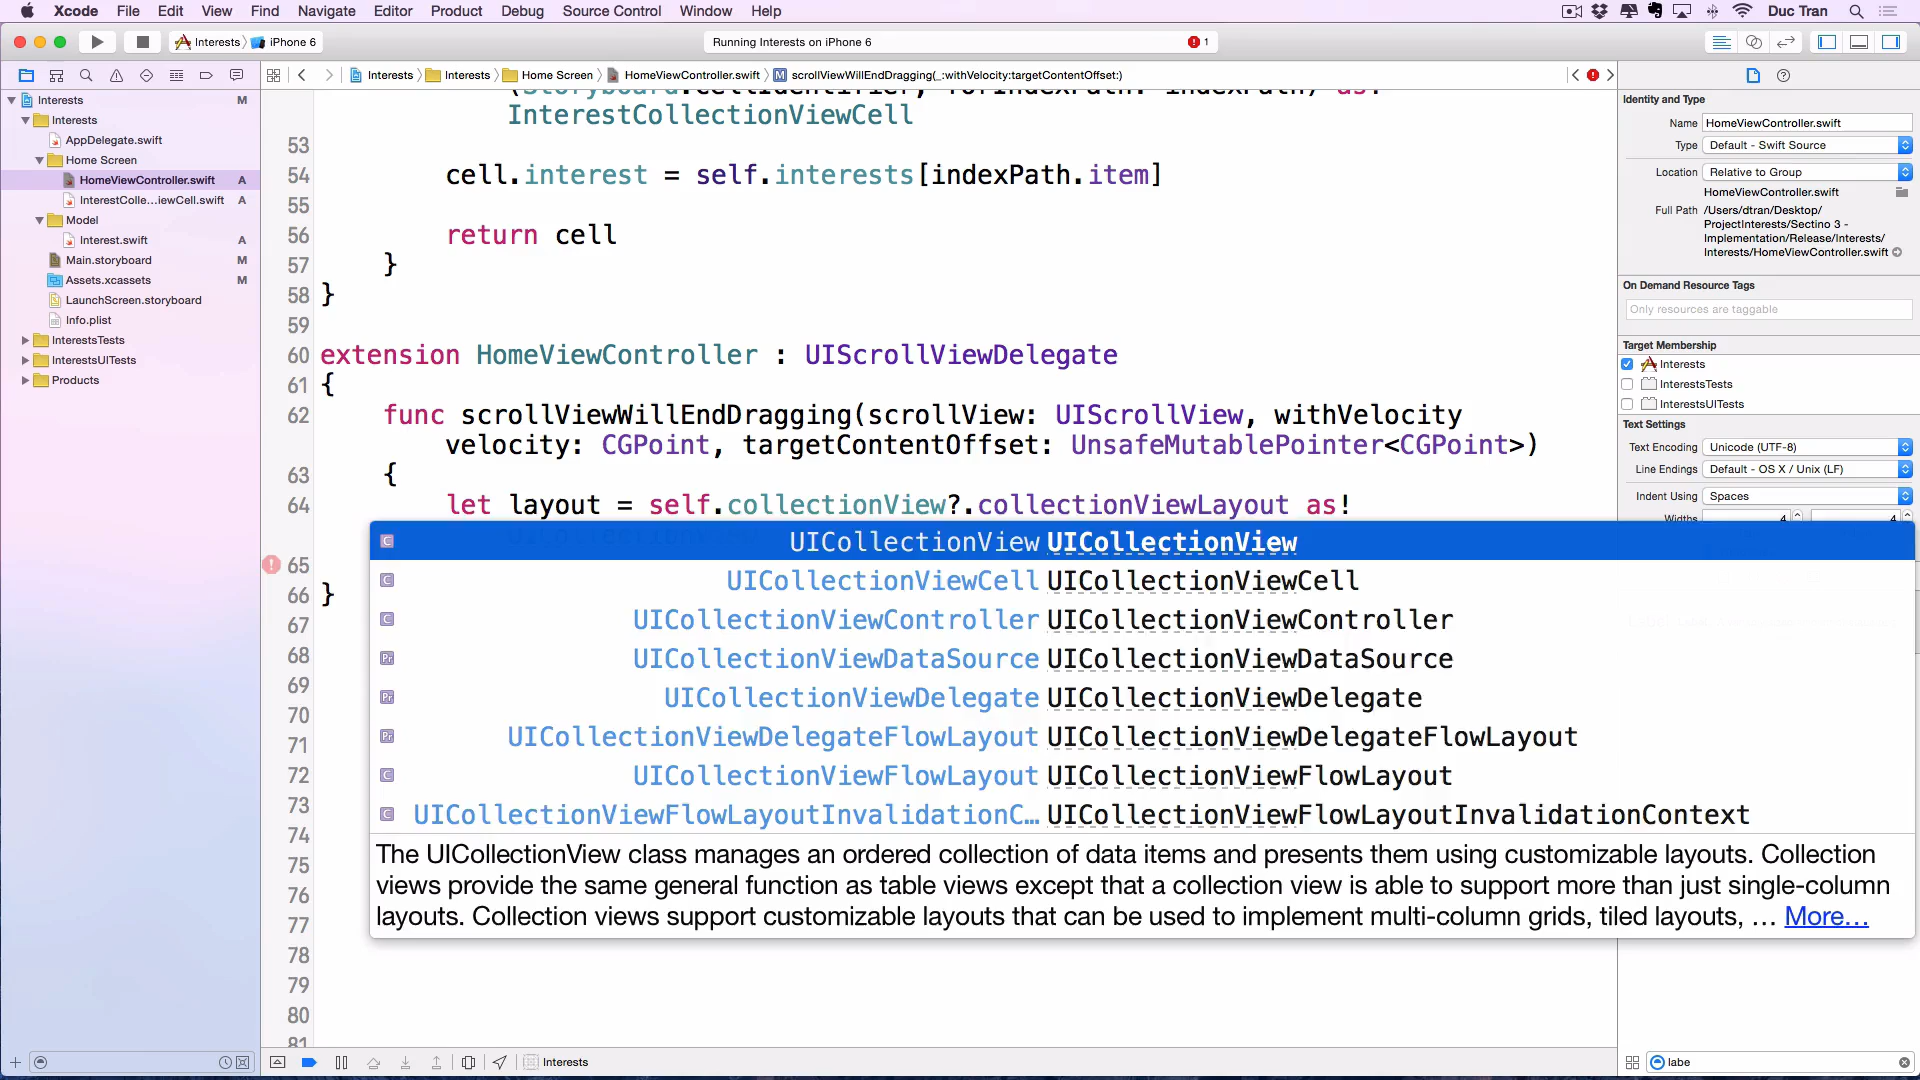 Xcode File Edit View Find Navigate Editor Product Debug Source Control Window Help Duc Tran
Interests iPhone 6 Running Interests on iPhone 6 1
Interests Interests Home Screen HomeViewController.swift M scrollViewWillEndDragging(_:withVelocity:targetContentOffset:)
Interests M
Interests
AppDelegate.swift
Home Screen
HomeViewController.swift A
InterestColle...iewCell.swift A
Model
Interest.swift A
Main.storyboard M
Assets.xcassets M
LaunchScreen.storyboard
Info.plist
InterestsTests
InterestsUITests
Products
(Storyboard.CellIdentifier, forIndexPath: indexPath) as!
InterestCollectionViewCell
53
54 cell.interest = self.interests[indexPath.item]
55
56 return cell
57 }
58 }
59
60 extension HomeViewController : UIScrollViewDelegate
61 {
62 func scrollViewWillEndDragging(scrollView: UIScrollView, withVelocity
velocity: CGPoint, targetContentOffset: UnsafeMutablePointer<CGPoint>)
63 {
64 let layout = self.collectionView?.collectionViewLayout as!
65
66 }
67
68
69
70
71
72
73
74
75
76
77
78
79
80
81
C UICollectionView UICollectionView
C UICollectionViewCell UICollectionViewCell
C UICollectionViewController UICollectionViewController
Pr UICollectionViewDataSource UICollectionViewDataSource
Pr UICollectionViewDelegate UICollectionViewDelegate
Pr UICollectionViewDelegateFlowLayout UICollectionViewDelegateFlowLayout
C UICollectionViewFlowLayout UICollectionViewFlowLayout
C UICollectionViewFlowLayoutInvalidationC... UICollectionViewFlowLayoutInvalidationContext
The UICollectionView class manages an ordered collection of data items and presents them using customizable layouts. Collection
views provide the same general function as table views except that a collection view is able to support more than just single-column
layouts. Collection views support customizable layouts that can be used to implement multi-column grids, tiled layouts, ... More...
Interests
Identity and Type
Name HomeViewController.swift
Type Default - Swift Source
Location Relative to Group
HomeViewController.swift
Full Path /Users/dtran/Desktop/
ProjectInterests/Sectino 3 -
Implementation/Release/Interests/
Interests/HomeViewController.swift
On Demand Resource Tags
Only resources are taggable
Target Membership
Interests
InterestsTests
InterestsUITests
Text Settings
Text Encoding Unicode (UTF-8)
Line Endings Default - OS X / Unix (LF)
Indent Using Spaces
Widths 4 4
labe